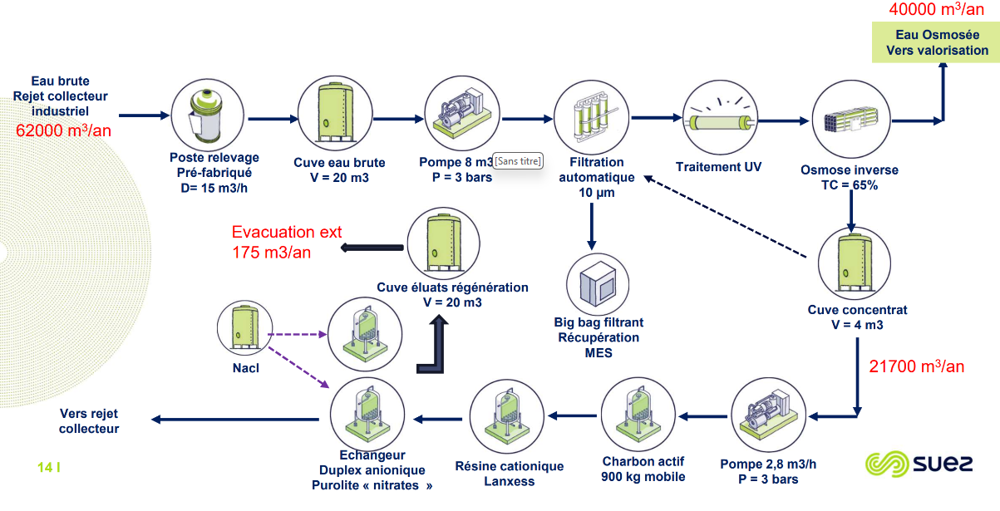 40000 m³/an
Eau Osmosée
Vers valorisation
Eau brute
Rejet collecteur
industriel
62000 m³/an
Poste relevage
Pré-fabriqué
D= 15 m3/h
Cuve eau brute
V = 20 m3
Pompe 8 m3
P = 3 bars
[Sans titre]
Filtration
automatique
10 µm
Traitement UV
Osmose inverse
TC = 65%
Evacuation ext
175 m3/an
Cuve éluats régénération
V = 20 m3
Big bag filtrant
Récupération
MES
Cuve concentrat
V = 4 m3
Nacl
21700 m³/an
Vers rejet
collecteur
Echangeur
Duplex anionique
Purolite « nitrates »
Résine cationique
Lanxess
Charbon actif
900 kg mobile
Pompe 2,8 m3/h
P = 3 bars
14 I
suez